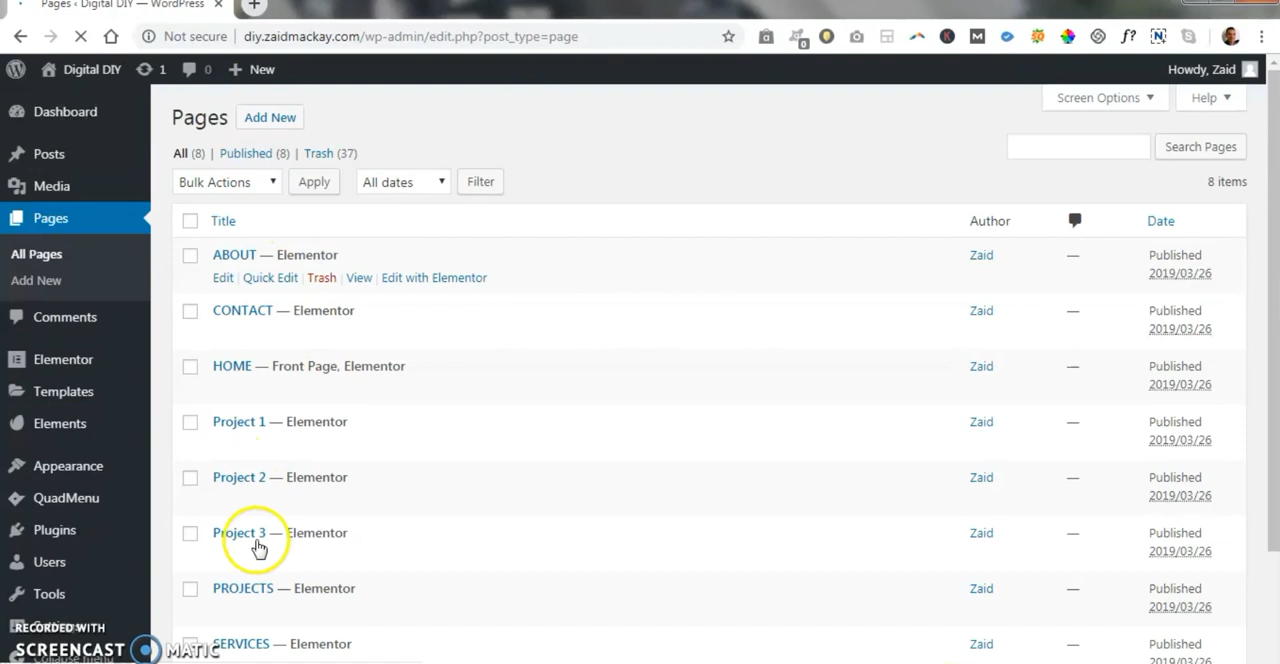 Pages ‹ Digital DIY — WordPress
Not secure diy.zaidmackay.com/wp-admin/edit.php?post_type=page
Digital DIY 1 0 New Howdy, Zaid
Screen Options Help
Pages Add New
All (8) | Published (8) | Trash (37)
Search Pages
Bulk Actions Apply All dates Filter 8 items
Title Author Date
ABOUT — Elementor Zaid — Published
Edit | Quick Edit | Trash | View | Edit with Elementor 2019/03/26
CONTACT — Elementor Zaid — Published
2019/03/26
HOME — Front Page, Elementor Zaid — Published
2019/03/26
Project 1 — Elementor Zaid — Published
2019/03/26
Project 2 — Elementor Zaid — Published
2019/03/26
Project 3 — Elementor Zaid — Published
2019/03/26
PROJECTS — Elementor Zaid — Published
2019/03/26
SERVICES — Elementor Zaid — Published
Dashboard
Posts
Media
Pages
All Pages
Add New
Comments
Elementor
Templates
Elements
Appearance
QuadMenu
Plugins
Users
Tools
RECORDED WITH
SCREENCAST MATIC
Collapse menu